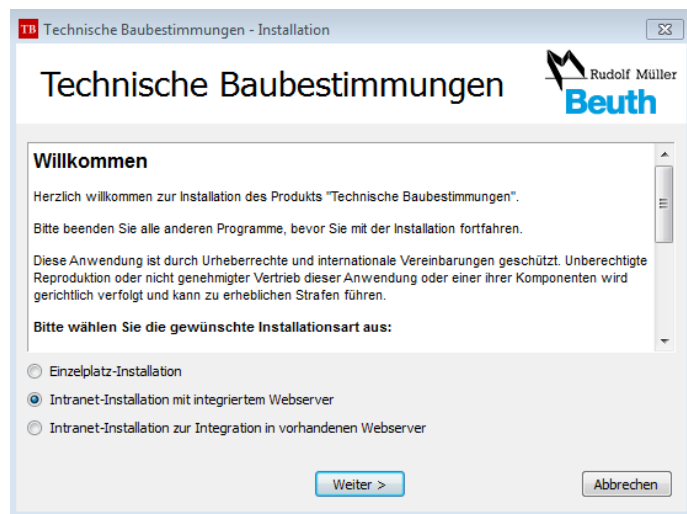 TB Technische Baubestimmungen - Installation
Technische Baubestimmungen
Rudolf Müller
Beuth
Willkommen
Herzlich willkommen zur Installation des Produkts "Technische Baubestimmungen".
Bitte beenden Sie alle anderen Programme, bevor Sie mit der Installation fortfahren.
Diese Anwendung ist durch Urheberrechte und internationale Vereinbarungen geschützt. Unberechtigte
Reproduktion oder nicht genehmigter Vertrieb dieser Anwendung oder einer ihrer Komponenten wird
gerichtlich verfolgt und kann zu erheblichen Strafen führen.
Bitte wählen Sie die gewünschte Installationsart aus:
Einzelplatz-Installation
Intranet-Installation mit integriertem Webserver
Intranet-Installation zur Integration in vorhandenen Webserver
Weiter >
Abbrechen